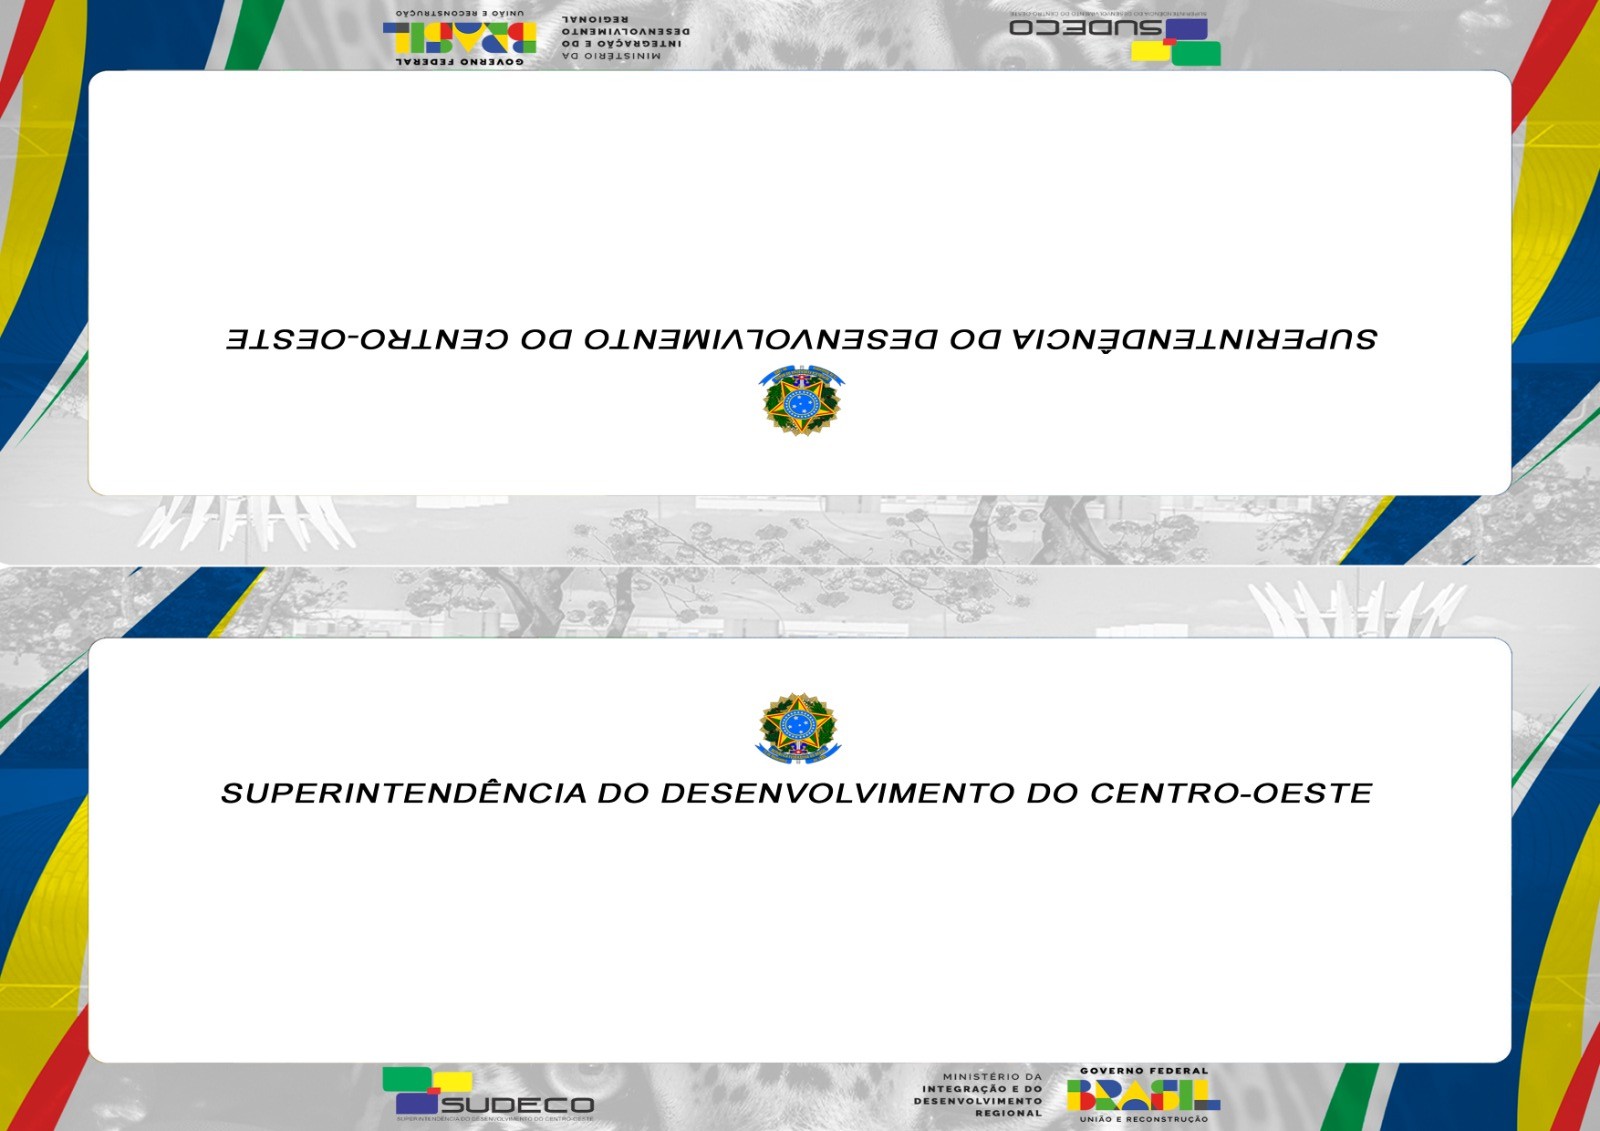 UNIÃO E RECONSTRUÇÃO
BRASIL
GOVERNO FEDERAL
MINISTÉRIO DA
INTEGRAÇÃO E DO
DESENVOLVIMENTO
REGIONAL
SUPERINTENDÊNCIA DO DESENVOLVIMENTO DO CENTRO-OESTE
SUDECO
SUPERINTENDÊNCIA DO DESENVOLVIMENTO DO CENTRO-OESTE
SUPERINTENDÊNCIA DO DESENVOLVIMENTO DO CENTRO-OESTE
SUDECO
SUPERINTENDÊNCIA DO DESENVOLVIMENTO DO CENTRO-OESTE
MINISTÉRIO DA
INTEGRAÇÃO E DO
DESENVOLVIMENTO
REGIONAL
GOVERNO FEDERAL
BRASIL
UNIÃO E RECONSTRUÇÃO